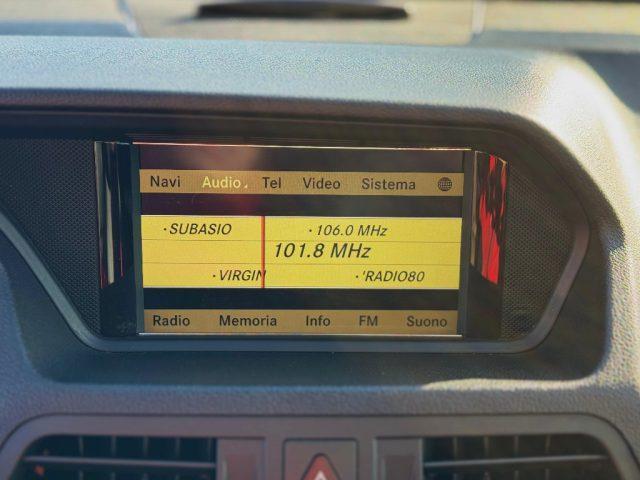 Navi Audio Tel Video Sistema
·SUBASIO ·106.0 MHz
101.8 MHz
·VIRGIN ·'RADIO80
Radio Memoria Info FM Suono